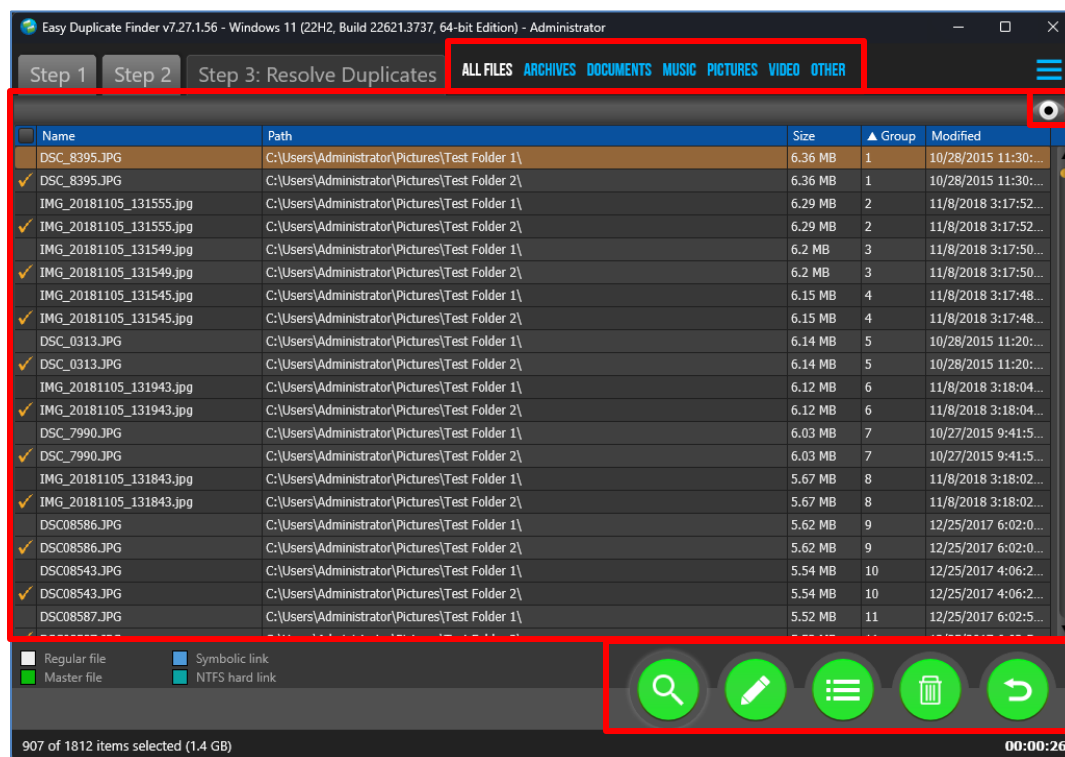 Easy Duplicate Finder v7.27.1.56 - Windows 11 (22H2, Build 22621.3737, 64-bit Edition) - Administrator
Step 1 Step 2 Step 3: Resolve Duplicates ALL FILES ARCHIVES DOCUMENTS MUSIC PICTURES VIDEO OTHER
Name Path Size ▲ Group Modified
DSC_8395.JPG C:\Users\Administrator\Pictures\Test Folder 1\ 6.36 MB 1 10/28/2015 11:30:...
DSC_8395.JPG C:\Users\Administrator\Pictures\Test Folder 2\ 6.36 MB 1 10/28/2015 11:30:...
IMG_20181105_131555.jpg C:\Users\Administrator\Pictures\Test Folder 1\ 6.29 MB 2 11/8/2018 3:17:52...
IMG_20181105_131555.jpg C:\Users\Administrator\Pictures\Test Folder 2\ 6.29 MB 2 11/8/2018 3:17:52...
IMG_20181105_131549.jpg C:\Users\Administrator\Pictures\Test Folder 1\ 6.2 MB 3 11/8/2018 3:17:50...
IMG_20181105_131549.jpg C:\Users\Administrator\Pictures\Test Folder 2\ 6.2 MB 3 11/8/2018 3:17:50...
IMG_20181105_131545.jpg C:\Users\Administrator\Pictures\Test Folder 1\ 6.15 MB 4 11/8/2018 3:17:48...
IMG_20181105_131545.jpg C:\Users\Administrator\Pictures\Test Folder 2\ 6.15 MB 4 11/8/2018 3:17:48...
DSC_0313.JPG C:\Users\Administrator\Pictures\Test Folder 1\ 6.14 MB 5 10/28/2015 11:20:...
DSC_0313.JPG C:\Users\Administrator\Pictures\Test Folder 2\ 6.14 MB 5 10/28/2015 11:20:...
IMG_20181105_131943.jpg C:\Users\Administrator\Pictures\Test Folder 1\ 6.12 MB 6 11/8/2018 3:18:04...
IMG_20181105_131943.jpg C:\Users\Administrator\Pictures\Test Folder 2\ 6.12 MB 6 11/8/2018 3:18:04...
DSC_7990.JPG C:\Users\Administrator\Pictures\Test Folder 1\ 6.03 MB 7 10/27/2015 9:41:5...
DSC_7990.JPG C:\Users\Administrator\Pictures\Test Folder 2\ 6.03 MB 7 10/27/2015 9:41:5...
IMG_20181105_131843.jpg C:\Users\Administrator\Pictures\Test Folder 1\ 5.67 MB 8 11/8/2018 3:18:02...
IMG_20181105_131843.jpg C:\Users\Administrator\Pictures\Test Folder 2\ 5.67 MB 8 11/8/2018 3:18:02...
DSC08586.JPG C:\Users\Administrator\Pictures\Test Folder 1\ 5.62 MB 9 12/25/2017 6:02:0...
DSC08586.JPG C:\Users\Administrator\Pictures\Test Folder 2\ 5.62 MB 9 12/25/2017 6:02:0...
DSC08543.JPG C:\Users\Administrator\Pictures\Test Folder 1\ 5.54 MB 10 12/25/2017 4:06:2...
DSC08543.JPG C:\Users\Administrator\Pictures\Test Folder 2\ 5.54 MB 10 12/25/2017 4:06:2...
DSC08587.JPG C:\Users\Administrator\Pictures\Test Folder 1\ 5.52 MB 11 12/25/2017 6:02:5...
Regular file Symbolic link
Master file NTFS hard link
907 of 1812 items selected (1.4 GB) 00:00:26